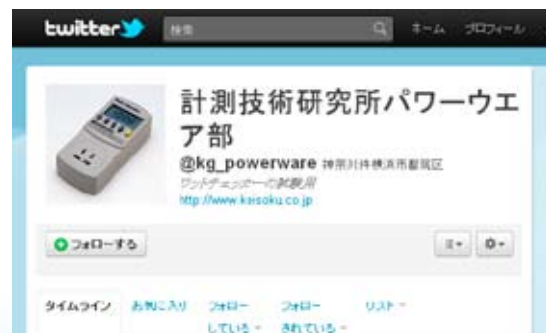 twitter
検索
ホーム プロフィール
計測技術研究所パワーウエ
ア部
@kg_powerware 神奈川県横浜市都筑区
ワットチェッカーの試験用
http://www.keisoku.co.jp
フォローする
タイムライン お気に入り フォロー フォロー リスト
している されている